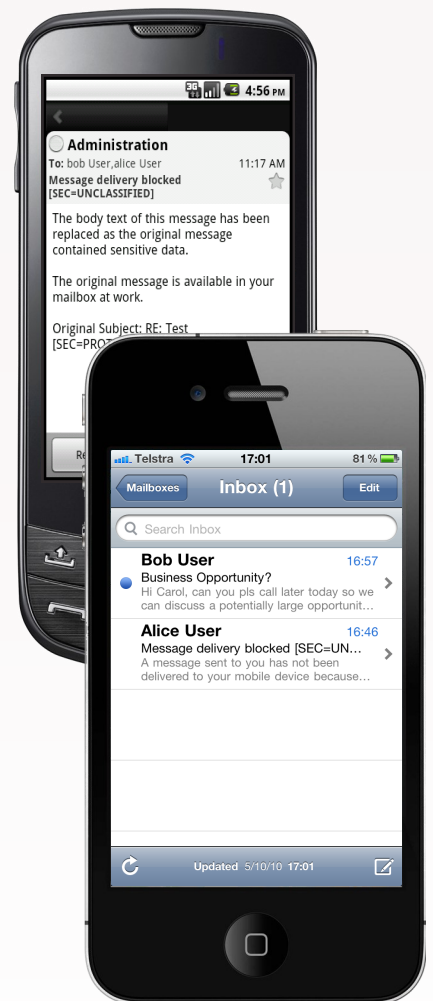 3G 4:56 PM
Administration
To: bob User,alice User 11:17 AM
Message delivery blocked
[SEC=UNCLASSIFIED]
The body text of this message has been
replaced as the original message
contained sensitive data.
The original message is available in your
mailbox at work.
Original Subject: RE: Test
Telstra 17:01 81 %
Mailboxes Inbox (1) Edit
Search Inbox
Bob User 16:57
Business Opportunity?
Hi Carol, can you pls call later today so we
can discuss a potentially large opportunit...
Alice User 16:46
Message delivery blocked [SEC=UN...
A message sent to you has not been
delivered to your mobile device because...
Updated 5/10/10 17:01